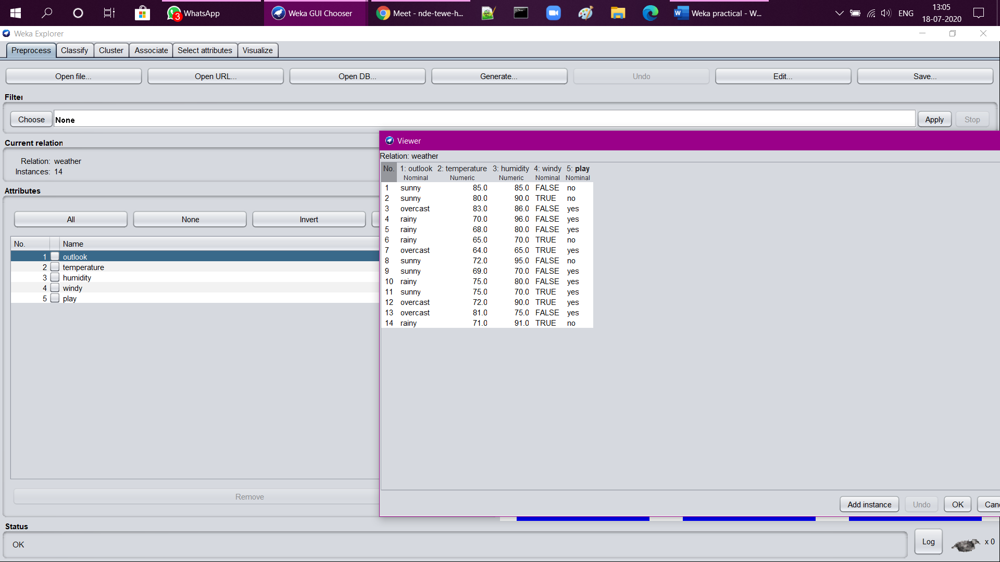 3 WhatsApp Weka GUI Chooser Meet - nde-tewe-h... Weka practical - W... ENG 13:05
18-07-2020
Weka Explorer
Preprocess Classify Cluster Associate Select attributes Visualize
Open file... Open URL... Open DB... Generate... Undo Edit... Save...
Filter
Choose None Apply Stop
Current relation
Relation: weather
Instances: 14
Attributes
All None Invert
No. Name
1 outlook
2 temperature
3 humidity
4 windy
5 play
Remove
Viewer
Relation: weather
No. 1: outlook 2: temperature 3: humidity 4: windy 5: play
Nominal Numeric Numeric Nominal Nominal
1 sunny 85.0 85.0 FALSE no
2 sunny 80.0 90.0 TRUE no
3 overcast 83.0 86.0 FALSE yes
4 rainy 70.0 96.0 FALSE yes
5 rainy 68.0 80.0 FALSE yes
6 rainy 65.0 70.0 TRUE no
7 overcast 64.0 65.0 TRUE yes
8 sunny 72.0 95.0 FALSE no
9 sunny 69.0 70.0 FALSE yes
10 rainy 75.0 80.0 FALSE yes
11 sunny 75.0 70.0 TRUE yes
12 overcast 72.0 90.0 TRUE yes
13 overcast 81.0 75.0 FALSE yes
14 rainy 71.0 91.0 TRUE no
Add instance Undo OK Canc
Status
OK
Log x 0